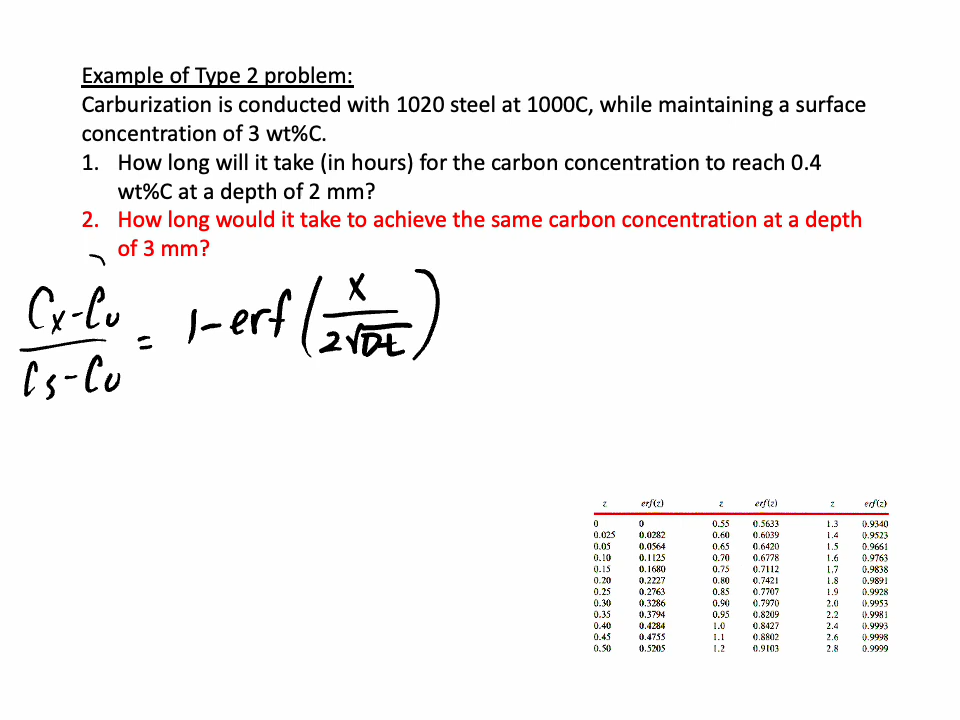 Example of Type 2 problem:
Carburization is conducted with 1020 steel at 1000C, while maintaining a surface
concentration of 3 wt%C.
1. How long will it take (in hours) for the carbon concentration to reach 0.4
wt%C at a depth of 2 mm?
2. How long would it take to achieve the same carbon concentration at a depth
of 3 mm?
Cx-C0 / Cs-C0 = 1-erf(x / 2√Dt)
z erf(z) z erf(z) z erf(z)
0 0 0.55 0.5633 1.3 0.9340
0.025 0.0282 0.60 0.6039 1.4 0.9523
0.05 0.0564 0.65 0.6420 1.5 0.9661
0.10 0.1125 0.70 0.6778 1.6 0.9763
0.15 0.1680 0.75 0.7112 1.7 0.9838
0.20 0.2227 0.80 0.7421 1.8 0.9891
0.25 0.2763 0.85 0.7707 1.9 0.9928
0.30 0.3286 0.90 0.7970 2.0 0.9953
0.35 0.3794 0.95 0.8209 2.2 0.9981
0.40 0.4284 1.0 0.8427 2.4 0.9993
0.45 0.4755 1.1 0.8802 2.6 0.9998
0.50 0.5205 1.2 0.9103 2.8 0.9999